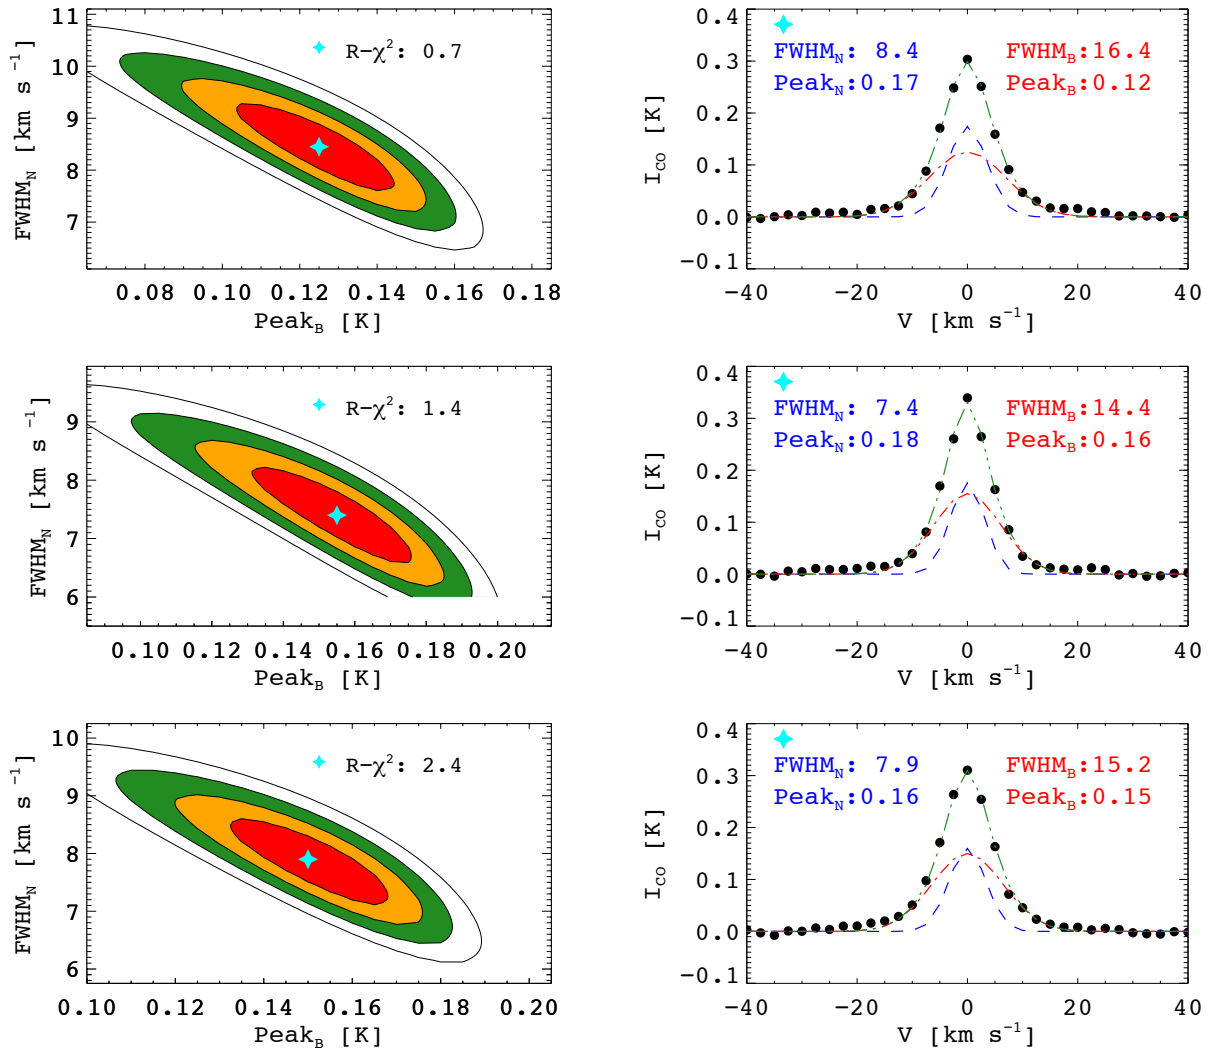 11
10
9
8
7
FWHM_N [km s⁻¹]
R−χ²: 0.7
0.08 0.10 0.12 0.14 0.16 0.18
Peak_B [K]
0.4
0.3
0.2
0.1
0.0
−0.1
I_CO [K]
FWHM_N: 8.4 FWHM_B:16.4
Peak_N:0.17 Peak_B:0.12
−40 −20 0 20 40
V [km s⁻¹]
9
8
7
6
FWHM_N [km s⁻¹]
R−χ²: 1.4
0.10 0.12 0.14 0.16 0.18 0.20
Peak_B [K]
0.4
0.3
0.2
0.1
0.0
−0.1
I_CO [K]
FWHM_N: 7.4 FWHM_B:14.4
Peak_N:0.18 Peak_B:0.16
−40 −20 0 20 40
V [km s⁻¹]
10
9
8
7
6
FWHM_N [km s⁻¹]
R−χ²: 2.4
0.10 0.12 0.14 0.16 0.18 0.20
Peak_B [K]
0.4
0.3
0.2
0.1
0.0
−0.1
I_CO [K]
FWHM_N: 7.9 FWHM_B:15.2
Peak_N:0.16 Peak_B:0.15
−40 −20 0 20 40
V [km s⁻¹]